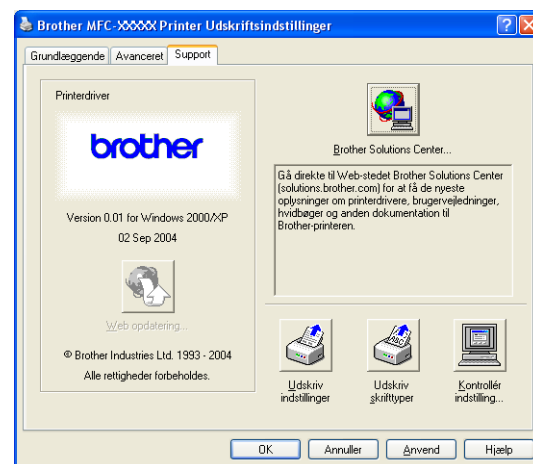 Brother MFC-XXXXX Printer Udskriftsindstillinger
Grundlæggende Avanceret Support
Printerdriver
brother
Version 0.01 for Windows 2000/XP
02 Sep 2004
Web opdatering...
© Brother Industries Ltd. 1993 - 2004
Alle rettigheder forbeholdes.
Brother Solutions Center...
Gå direkte til Web-stedet Brother Solutions Center
(solutions.brother.com) for at få de nyeste
oplysninger om printerdrivere, brugervejledninger,
hvidbøger og anden dokumentation til
Brother-printeren.
Udskriv
indstillinger
ABC
Udskriv
skrifttyper
Kontrollér
indstilling...
OK Annuller Anvend Hjælp